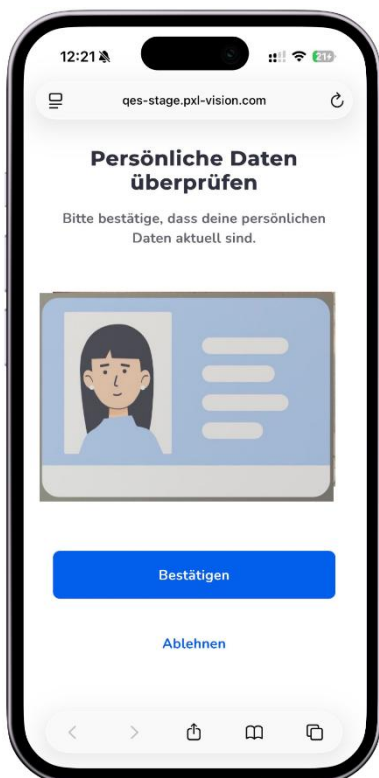 12:21
21
qes-stage.pxl-vision.com
Persönliche Daten
überprüfen
Bitte bestätige, dass deine persönlichen
Daten aktuell sind.
Bestätigen
Ablehnen